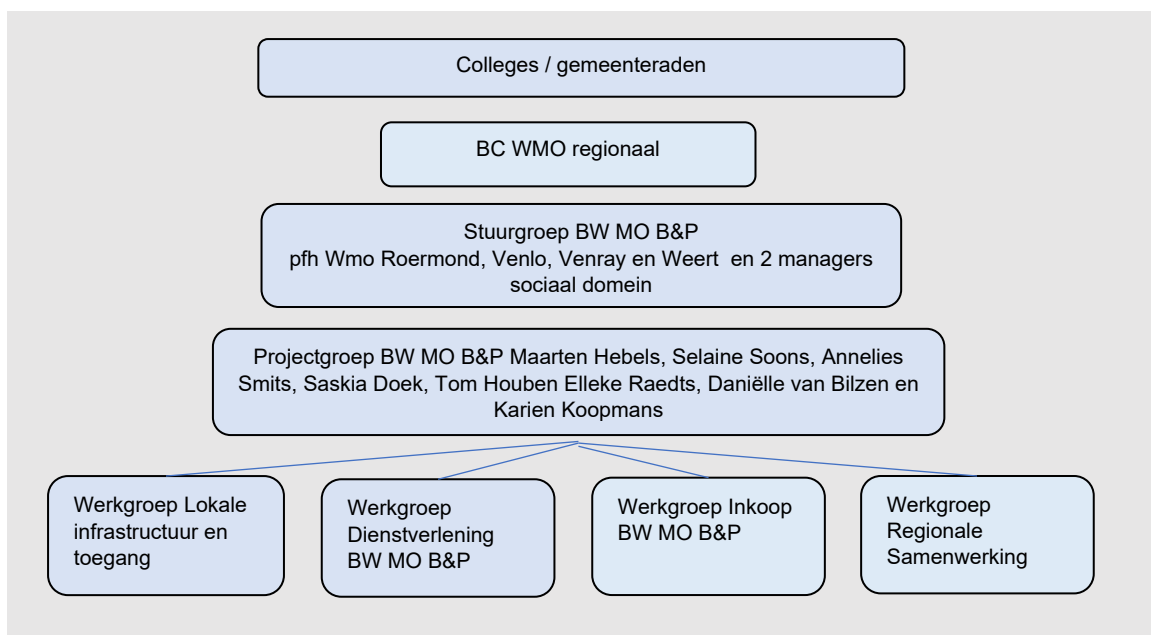 Colleges / gemeenteraden
BC WMO regionaal
Stuurgroep BW MO B&P
pfh Wmo Roermond, Venlo, Venray en Weert en 2 managers
sociaal domein
Projectgroep BW MO B&P Maarten Hebels, Selaine Soons, Annelies
Smits, Saskia Doek, Tom Houben Elleke Raedts, Daniëlle van Bilzen en
Karien Koopmans
Werkgroep Lokale
infrastructuur en
toegang
Werkgroep
Dienstverlening
BW MO B&P
Werkgroep Inkoop
BW MO B&P
Werkgroep
Regionale
Samenwerking